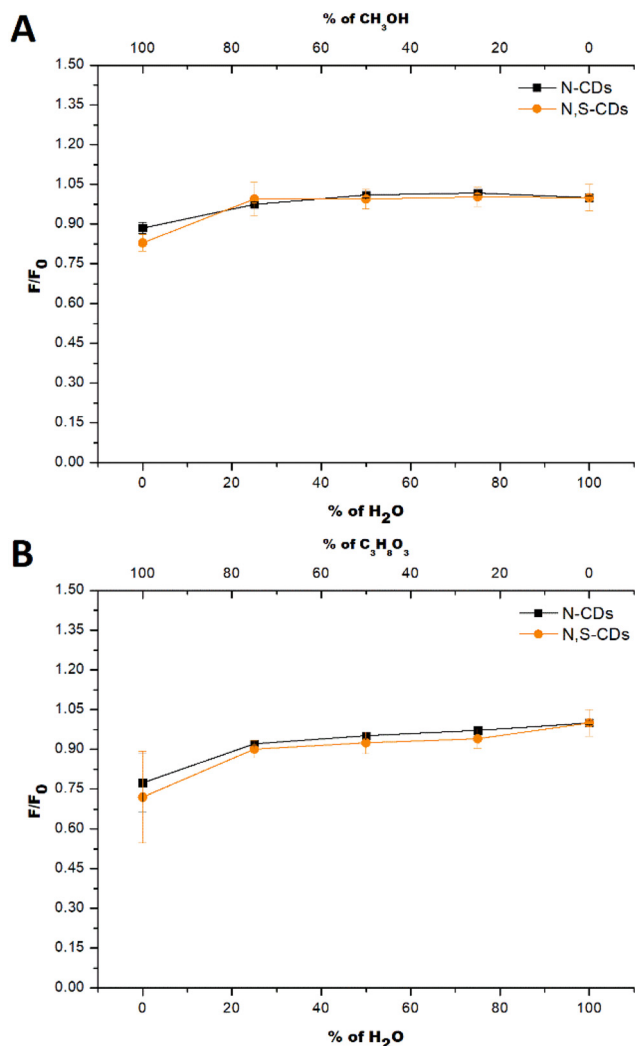 A
% of CH3OH
100 80 60 40 20 0
1.50
1.35
1.20
1.05
0.90
0.75
0.60
0.45
0.30
0.15
0.00
F/F0
N-CDs
N,S-CDs
0 20 40 60 80 100
% of H2O
B
% of C3H8O3
100 80 60 40 20 0
1.50
1.35
1.20
1.05
0.90
0.75
0.60
0.45
0.30
0.15
0.00
F/F0
N-CDs
N,S-CDs
0 20 40 60 80 100
% of H2O